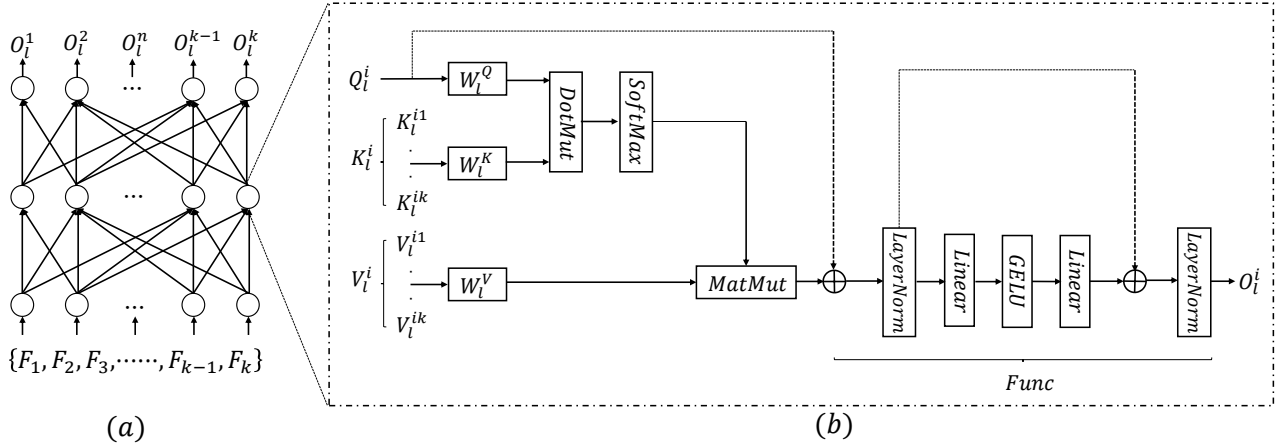 O_l^1 O_l^2 O_l^n O_l^{k-1} O_l^k
...
...
...
{F_1, F_2, F_3, ⋯⋯, F_{k-1}, F_k}
(a)
Q_l^i
W_l^Q
DotMut
SoftMax
K_l^{i1}
K_l^i
W_l^K
K_l^{ik}
V_l^{i1}
V_l^i
W_l^V
V_l^{ik}
MatMut
LayerNorm
Linear
GELU
Linear
LayerNorm
O_l^i
Func
(b)